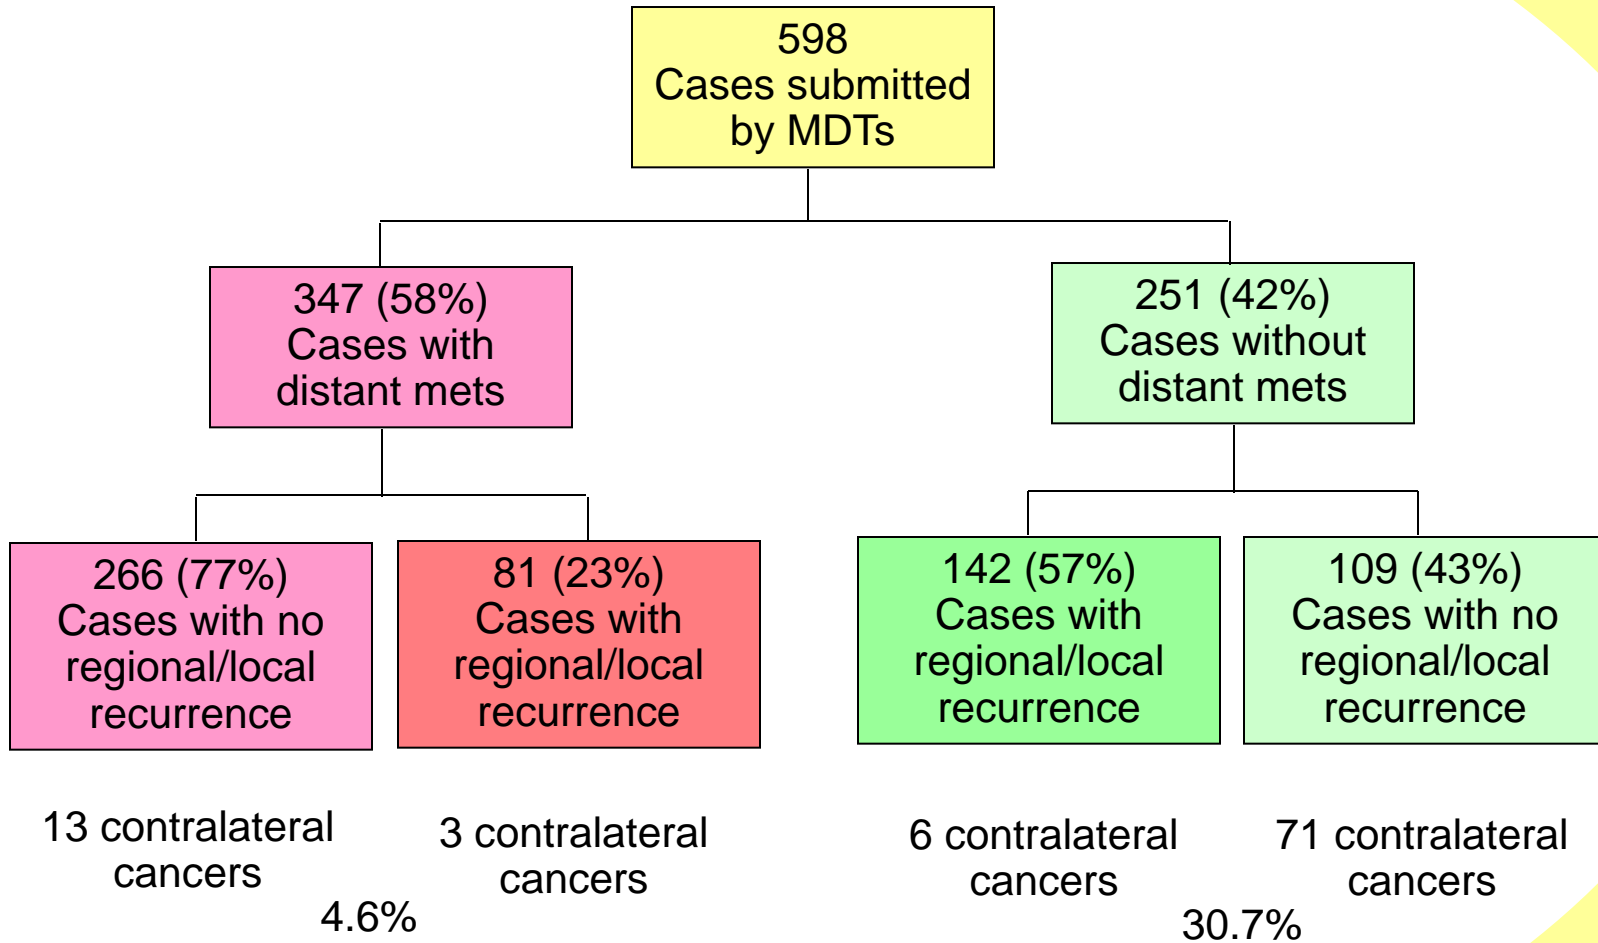 598
Cases submitted
by MDTs
347 (58%)
Cases with
distant mets
251 (42%)
Cases without
distant mets
266 (77%)
Cases with no
regional/local
recurrence
81 (23%)
Cases with
regional/local
recurrence
142 (57%)
Cases with
regional/local
recurrence
109 (43%)
Cases with no
regional/local
recurrence
13 contralateral
cancers
3 contralateral
cancers
6 contralateral
cancers
71 contralateral
cancers
4.6%
30.7%